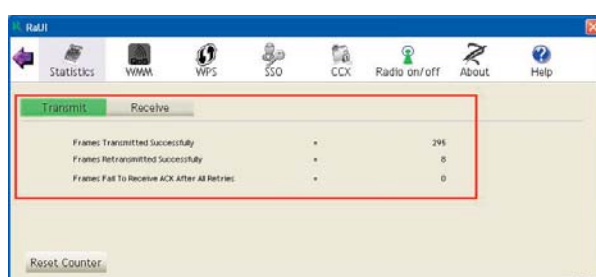 RaUI
Statistics WMM WPS SSO CCX Radio on/off About Help
Transmit Receive
Frames Transmitted Successfully = 295
Frames Retransmitted Successfully = 8
Frames Fail To Receive ACK After All Retries = 0
Reset Counter